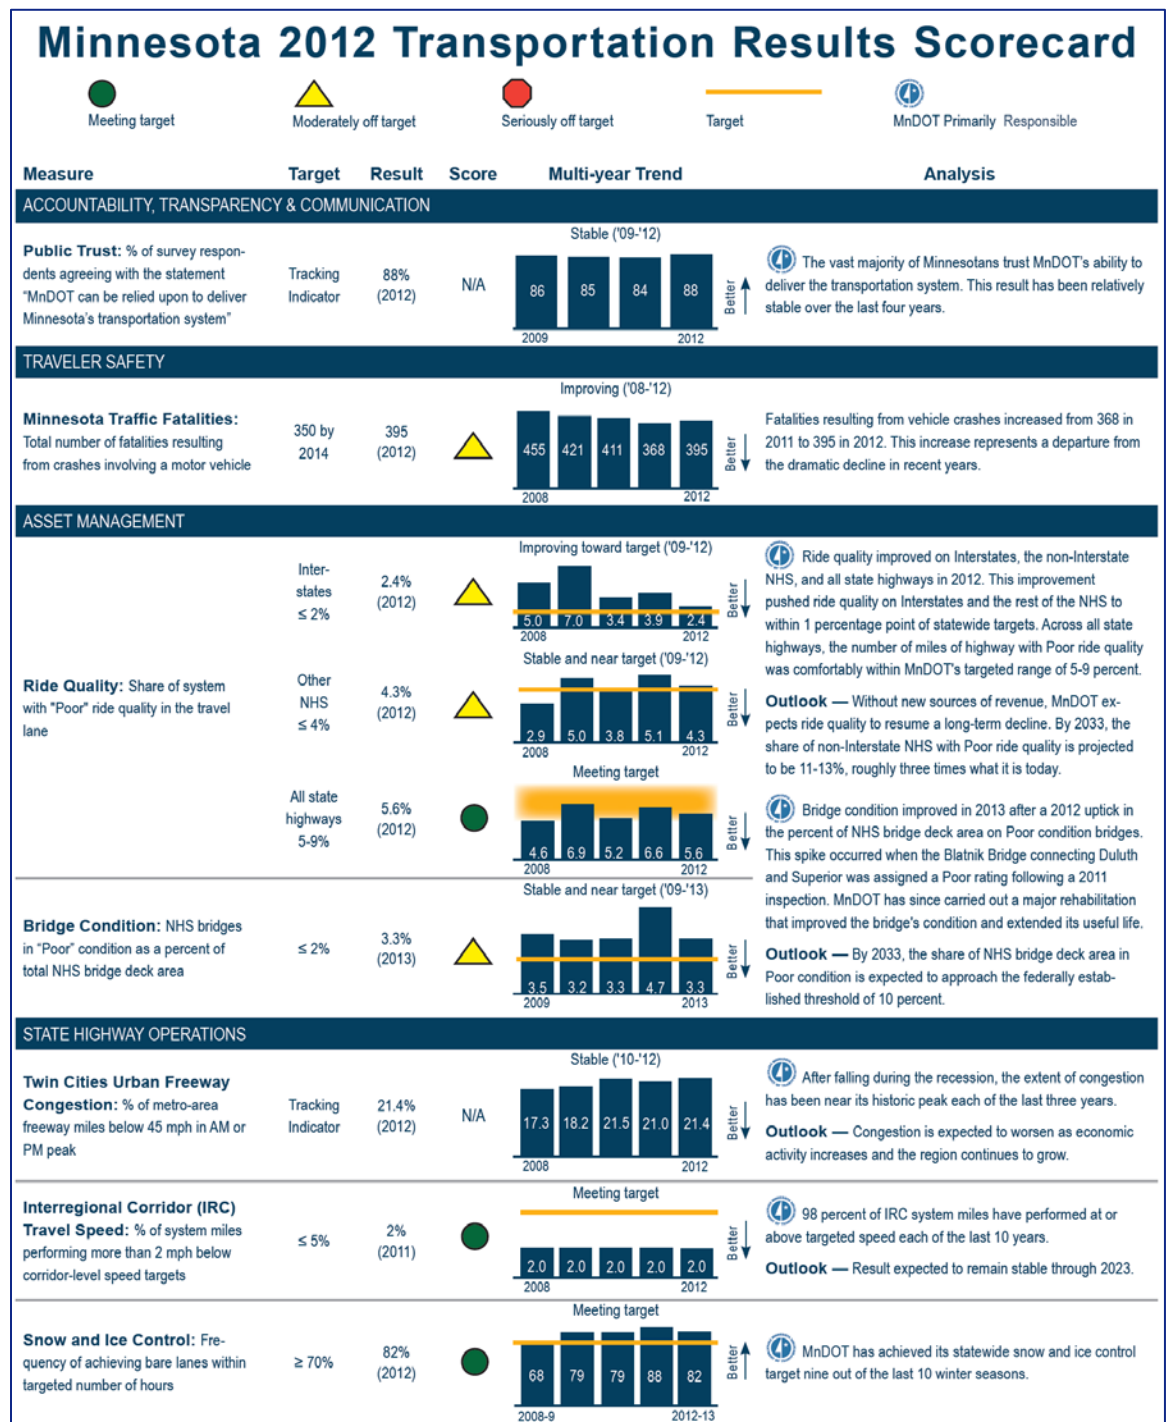 Minnesota 2012 Transportation Results Scorecard
Meeting target
Moderately off target
Seriously off target
Target
MnDOT Primarily Responsible
Measure Target Result Score Multi-year Trend Analysis
ACCOUNTABILITY, TRANSPARENCY & COMMUNICATION
Public Trust: % of survey respon-
dents agreeing with the statement
“MnDOT can be relied upon to deliver
Minnesota’s transportation system”
Tracking
Indicator
88%
(2012)
N/A
Stable ('09-'12)
86 85 84 88
2009 2012
Better
The vast majority of Minnesotans trust MnDOT’s ability to
deliver the transportation system. This result has been relatively
stable over the last four years.
TRAVELER SAFETY
Minnesota Traffic Fatalities:
Total number of fatalities resulting
from crashes involving a motor vehicle
350 by
2014
395
(2012)
Improving ('08-'12)
455 421 411 368 395
2008 2012
Better
Fatalities resulting from vehicle crashes increased from 368 in
2011 to 395 in 2012. This increase represents a departure from
the dramatic decline in recent years.
ASSET MANAGEMENT
Ride Quality: Share of system
with "Poor" ride quality in the travel
lane
Inter-
states
≤ 2%
2.4%
(2012)
Improving toward target ('09-'12)
5.0 7.0 3.4 3.9 2.4
2008 2012
Better
Other
NHS
≤ 4%
4.3%
(2012)
Stable and near target ('09-'12)
2.9 5.0 3.8 5.1 4.3
2008 2012
Better
All state
highways
5-9%
5.6%
(2012)
Meeting target
4.6 6.9 5.2 6.6 5.6
2008 2012
Better
Ride quality improved on Interstates, the non-Interstate
NHS, and all state highways in 2012. This improvement
pushed ride quality on Interstates and the rest of the NHS to
within 1 percentage point of statewide targets. Across all state
highways, the number of miles of highway with Poor ride quality
was comfortably within MnDOT's targeted range of 5-9 percent.
Outlook — Without new sources of revenue, MnDOT ex-
pects ride quality to resume a long-term decline. By 2033, the
share of non-Interstate NHS with Poor ride quality is projected
to be 11-13%, roughly three times what it is today.
Bridge Condition: NHS bridges
in “Poor” condition as a percent of
total NHS bridge deck area
≤ 2%
3.3%
(2013)
Stable and near target ('09-'13)
3.5 3.2 3.3 4.7 3.3
2009 2013
Better
Bridge condition improved in 2013 after a 2012 uptick in
the percent of NHS bridge deck area on Poor condition bridges.
This spike occurred when the Blatnik Bridge connecting Duluth
and Superior was assigned a Poor rating following a 2011
inspection. MnDOT has since carried out a major rehabilitation
that improved the bridge's condition and extended its useful life.
Outlook — By 2033, the share of NHS bridge deck area in
Poor condition is expected to approach the federally estab-
lished threshold of 10 percent.
STATE HIGHWAY OPERATIONS
Twin Cities Urban Freeway
Congestion: % of metro-area
freeway miles below 45 mph in AM or
PM peak
Tracking
Indicator
21.4%
(2012)
N/A
Stable ('10-'12)
17.3 18.2 21.5 21.0 21.4
2008 2012
Better
After falling during the recession, the extent of congestion
has been near its historic peak each of the last three years.
Outlook — Congestion is expected to worsen as economic
activity increases and the region continues to grow.
Interregional Corridor (IRC)
Travel Speed: % of system miles
performing more than 2 mph below
corridor-level speed targets
≤ 5%
2%
(2011)
Meeting target
2.0 2.0 2.0 2.0 2.0
2008 2012
Better
98 percent of IRC system miles have performed at or
above targeted speed each of the last 10 years.
Outlook — Result expected to remain stable through 2023.
Snow and Ice Control: Fre-
quency of achieving bare lanes within
targeted number of hours
≥ 70%
82%
(2012)
Meeting target
68 79 79 88 82
2008-9 2012-13
Better
MnDOT has achieved its statewide snow and ice control
target nine out of the last 10 winter seasons.